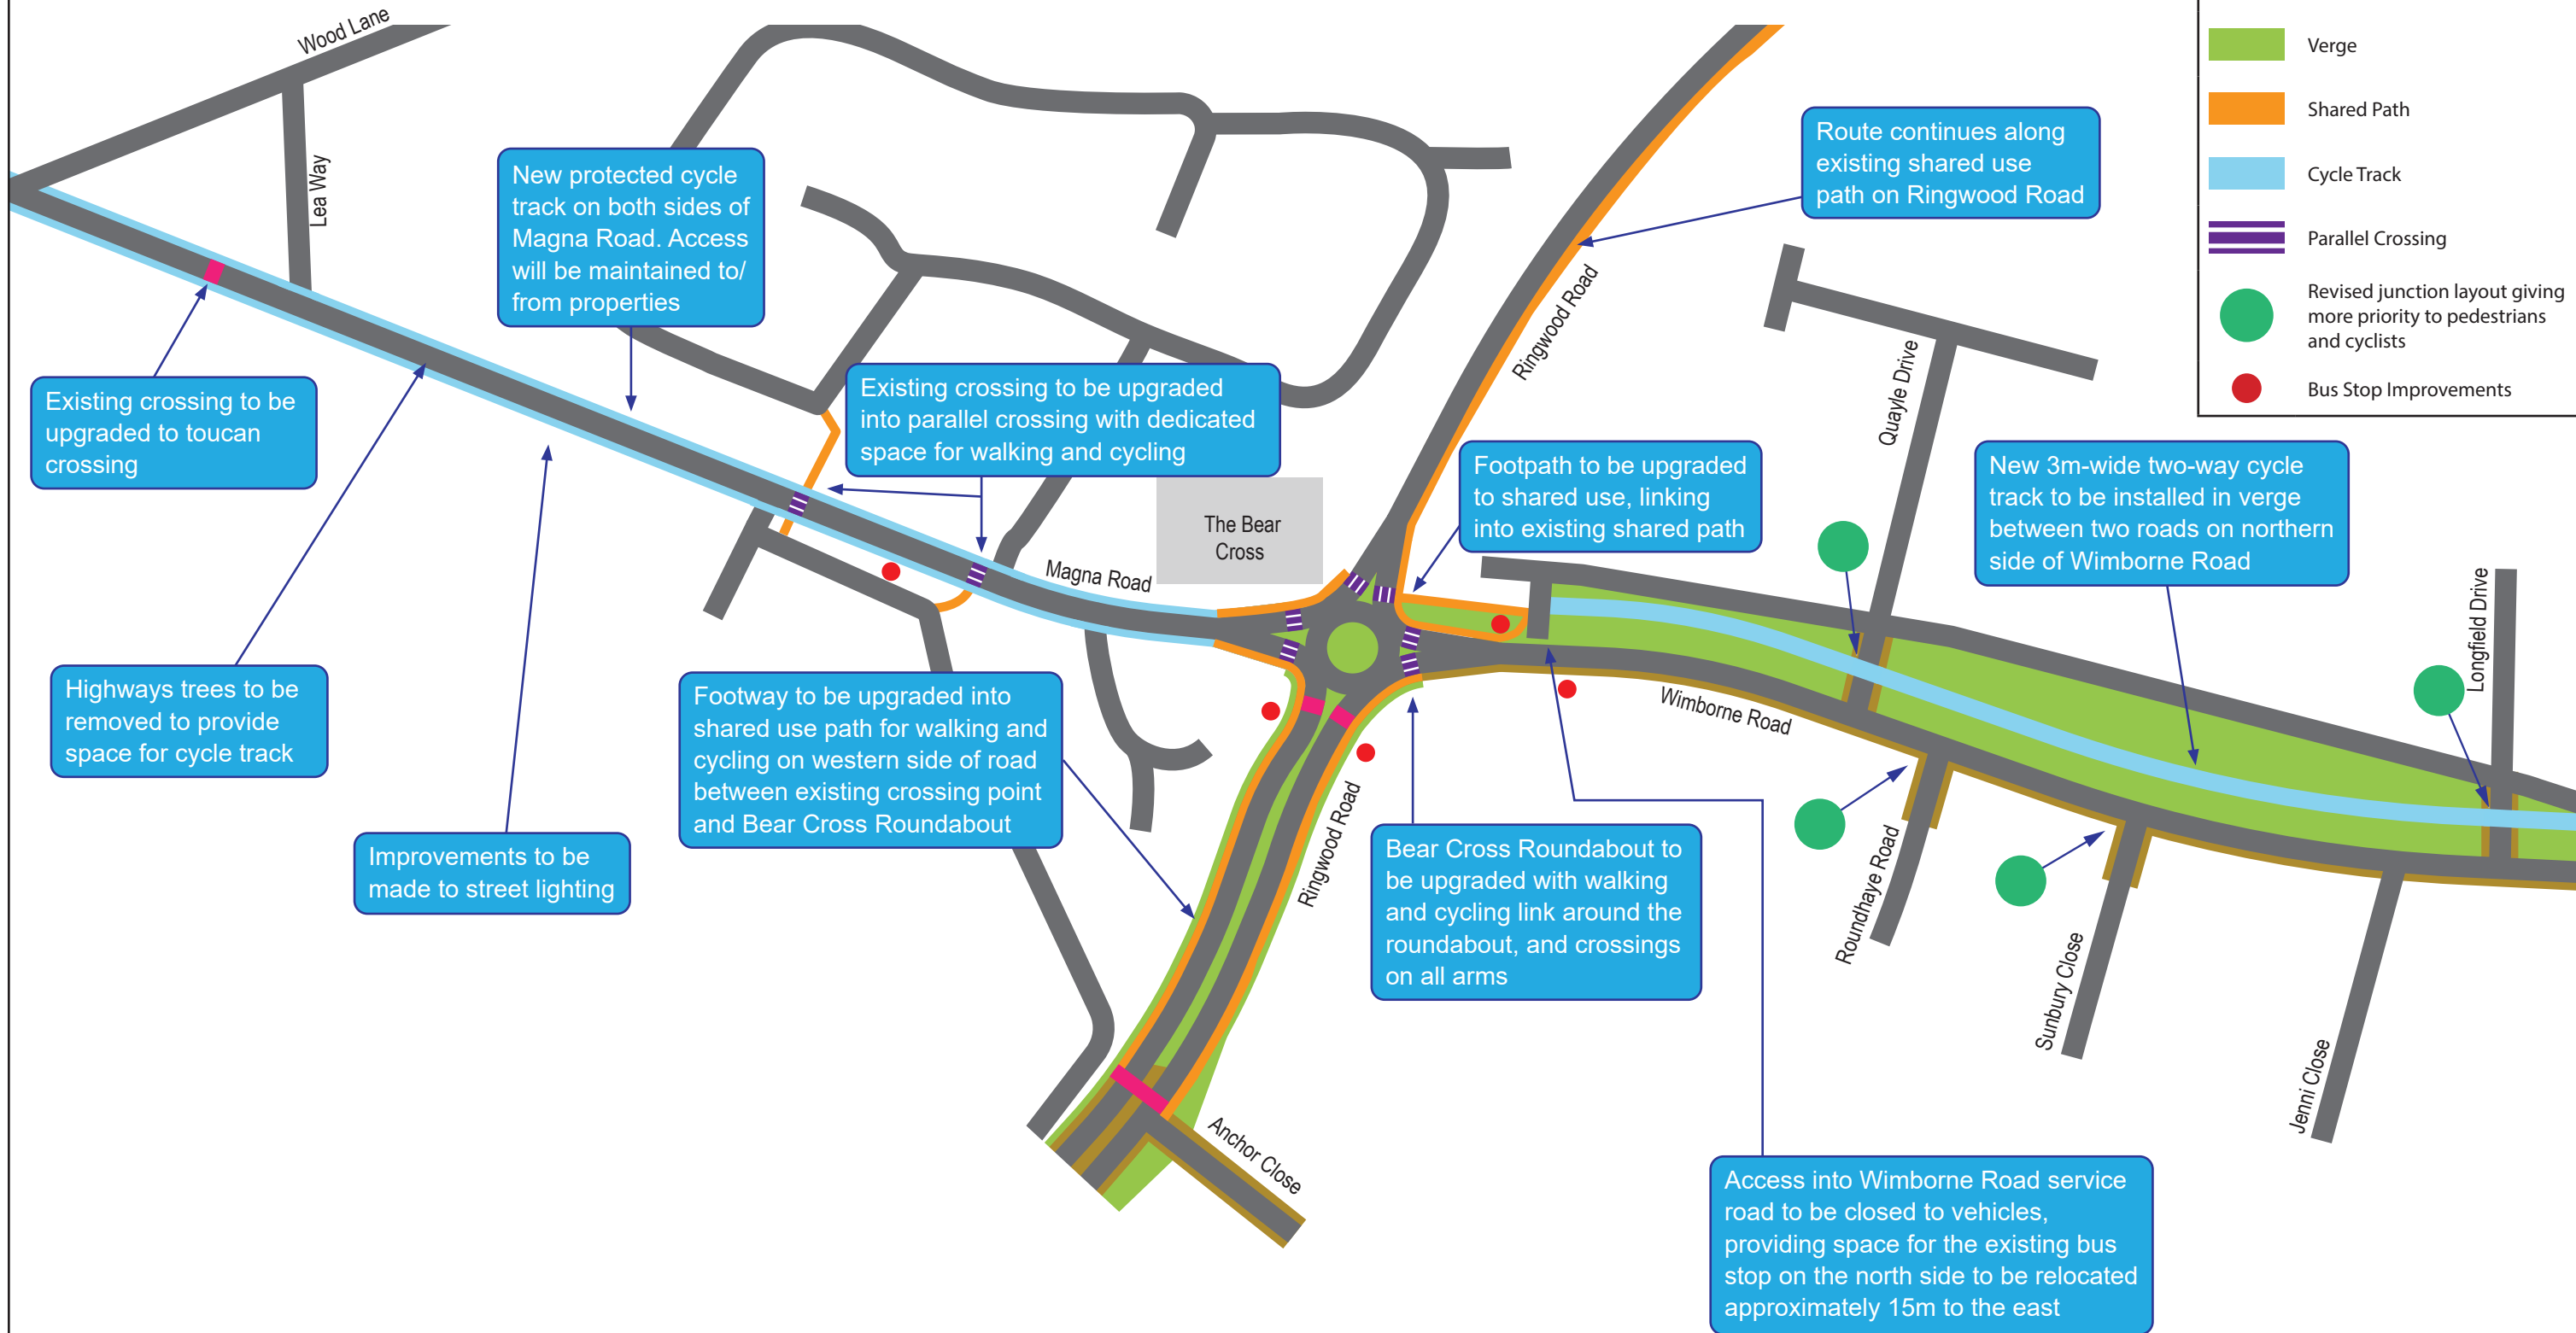 Wood Lane
Lea Way
New protected cycle
track on both sides of
Magna Road. Access
will be maintained to/
from properties
Route continues along
existing shared use
path on Ringwood Road
Verge
Shared Path
Cycle Track
Parallel Crossing
Revised junction layout giving
more priority to pedestrians
and cyclists
Bus Stop Improvements
Existing crossing to be
upgraded to toucan
crossing
Existing crossing to be upgraded
into parallel crossing with dedicated
space for walking and cycling
Ringwood Road
Quayle Drive
Footpath to be upgraded
to shared use, linking
into existing shared path
New 3m-wide two-way cycle
track to be installed in verge
between two roads on northern
side of Wimborne Road
The Bear
Cross
Magna Road
Longfield Drive
Highways trees to be
removed to provide
space for cycle track
Footway to be upgraded into
shared use path for walking and
cycling on western side of road
between existing crossing point
and Bear Cross Roundabout
Wimborne Road
Improvements to be
made to street lighting
Ringwood Road
Bear Cross Roundabout to
be upgraded with walking
and cycling link around the
roundabout, and crossings
on all arms
Roundhaye Road
Sunbury Close
Jenni Close
Anchor Close
Access into Wimborne Road service
road to be closed to vehicles,
providing space for the existing bus
stop on the north side to be relocated
approximately 15m to the east